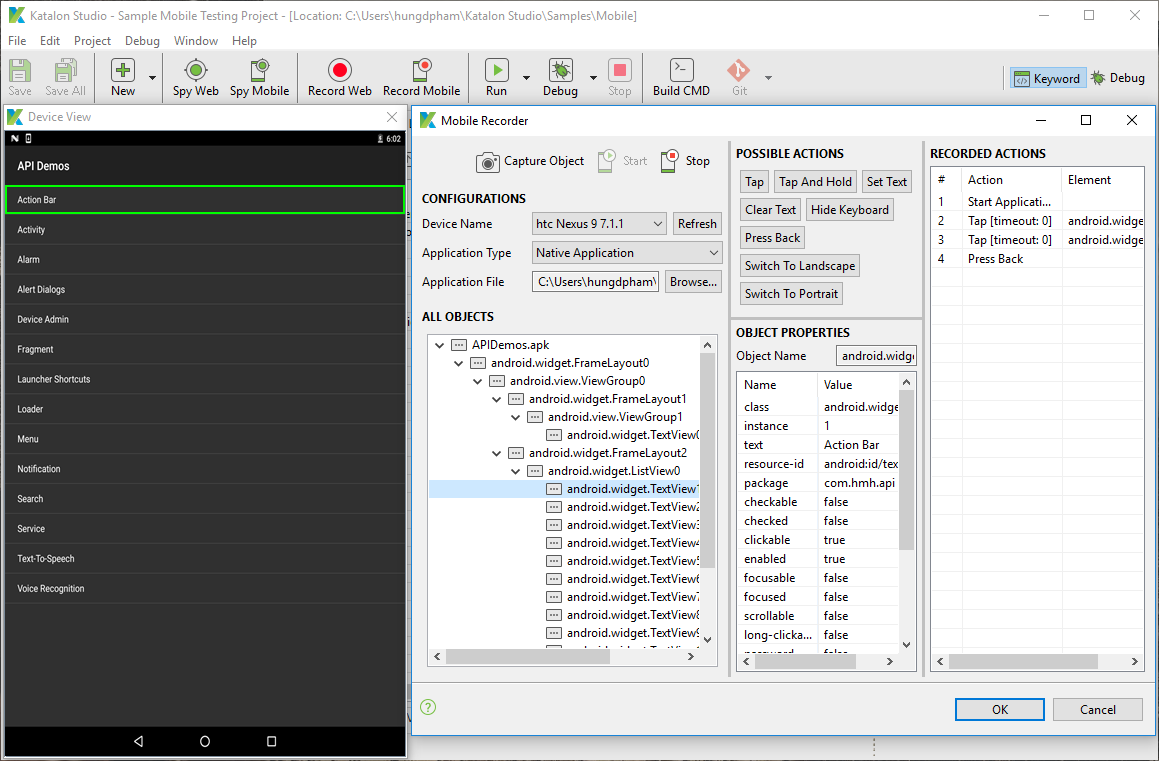 Katalon Studio - Sample Mobile Testing Project - [Location: C:\Users\hungdpham\Katalon Studio\Samples\Mobile]
File Edit Project Debug Window Help
Save Save All New Spy Web Spy Mobile Record Web Record Mobile Run Debug Stop Build CMD Git Keyword Debug
Device View
6:02
API Demos
Action Bar
Activity
Alarm
Alert Dialogs
Device Admin
Fragment
Launcher Shortcuts
Loader
Menu
Notification
Search
Service
Text-To-Speech
Voice Recognition
Mobile Recorder
Capture Object Start Stop
CONFIGURATIONS
Device Name htc Nexus 9 7.1.1 Refresh
Application Type Native Application
Application File C:\Users\hungdpham\ Browse...
ALL OBJECTS
APIDemos.apk
android.widget.FrameLayout0
android.view.ViewGroup0
android.widget.FrameLayout1
android.view.ViewGroup1
android.widget.TextView0
android.widget.FrameLayout2
android.widget.ListView0
android.widget.TextView1
android.widget.TextView2
android.widget.TextView3
android.widget.TextView4
android.widget.TextView5
android.widget.TextView6
android.widget.TextView7
android.widget.TextView8
android.widget.TextView9
POSSIBLE ACTIONS
Tap Tap And Hold Set Text
Clear Text Hide Keyboard
Press Back
Switch To Landscape
Switch To Portrait
OBJECT PROPERTIES
Object Name android.widg
Name Value
class android.widge
instance 1
text Action Bar
resource-id android:id/tex
package com.hmh.api
checkable false
checked false
clickable true
enabled true
focusable false
focused false
scrollable false
long-clicka... false
password false
RECORDED ACTIONS
# Action Element
1 Start Applicati...
2 Tap [timeout: 0] android.widge
3 Tap [timeout: 0] android.widge
4 Press Back
OK Cancel